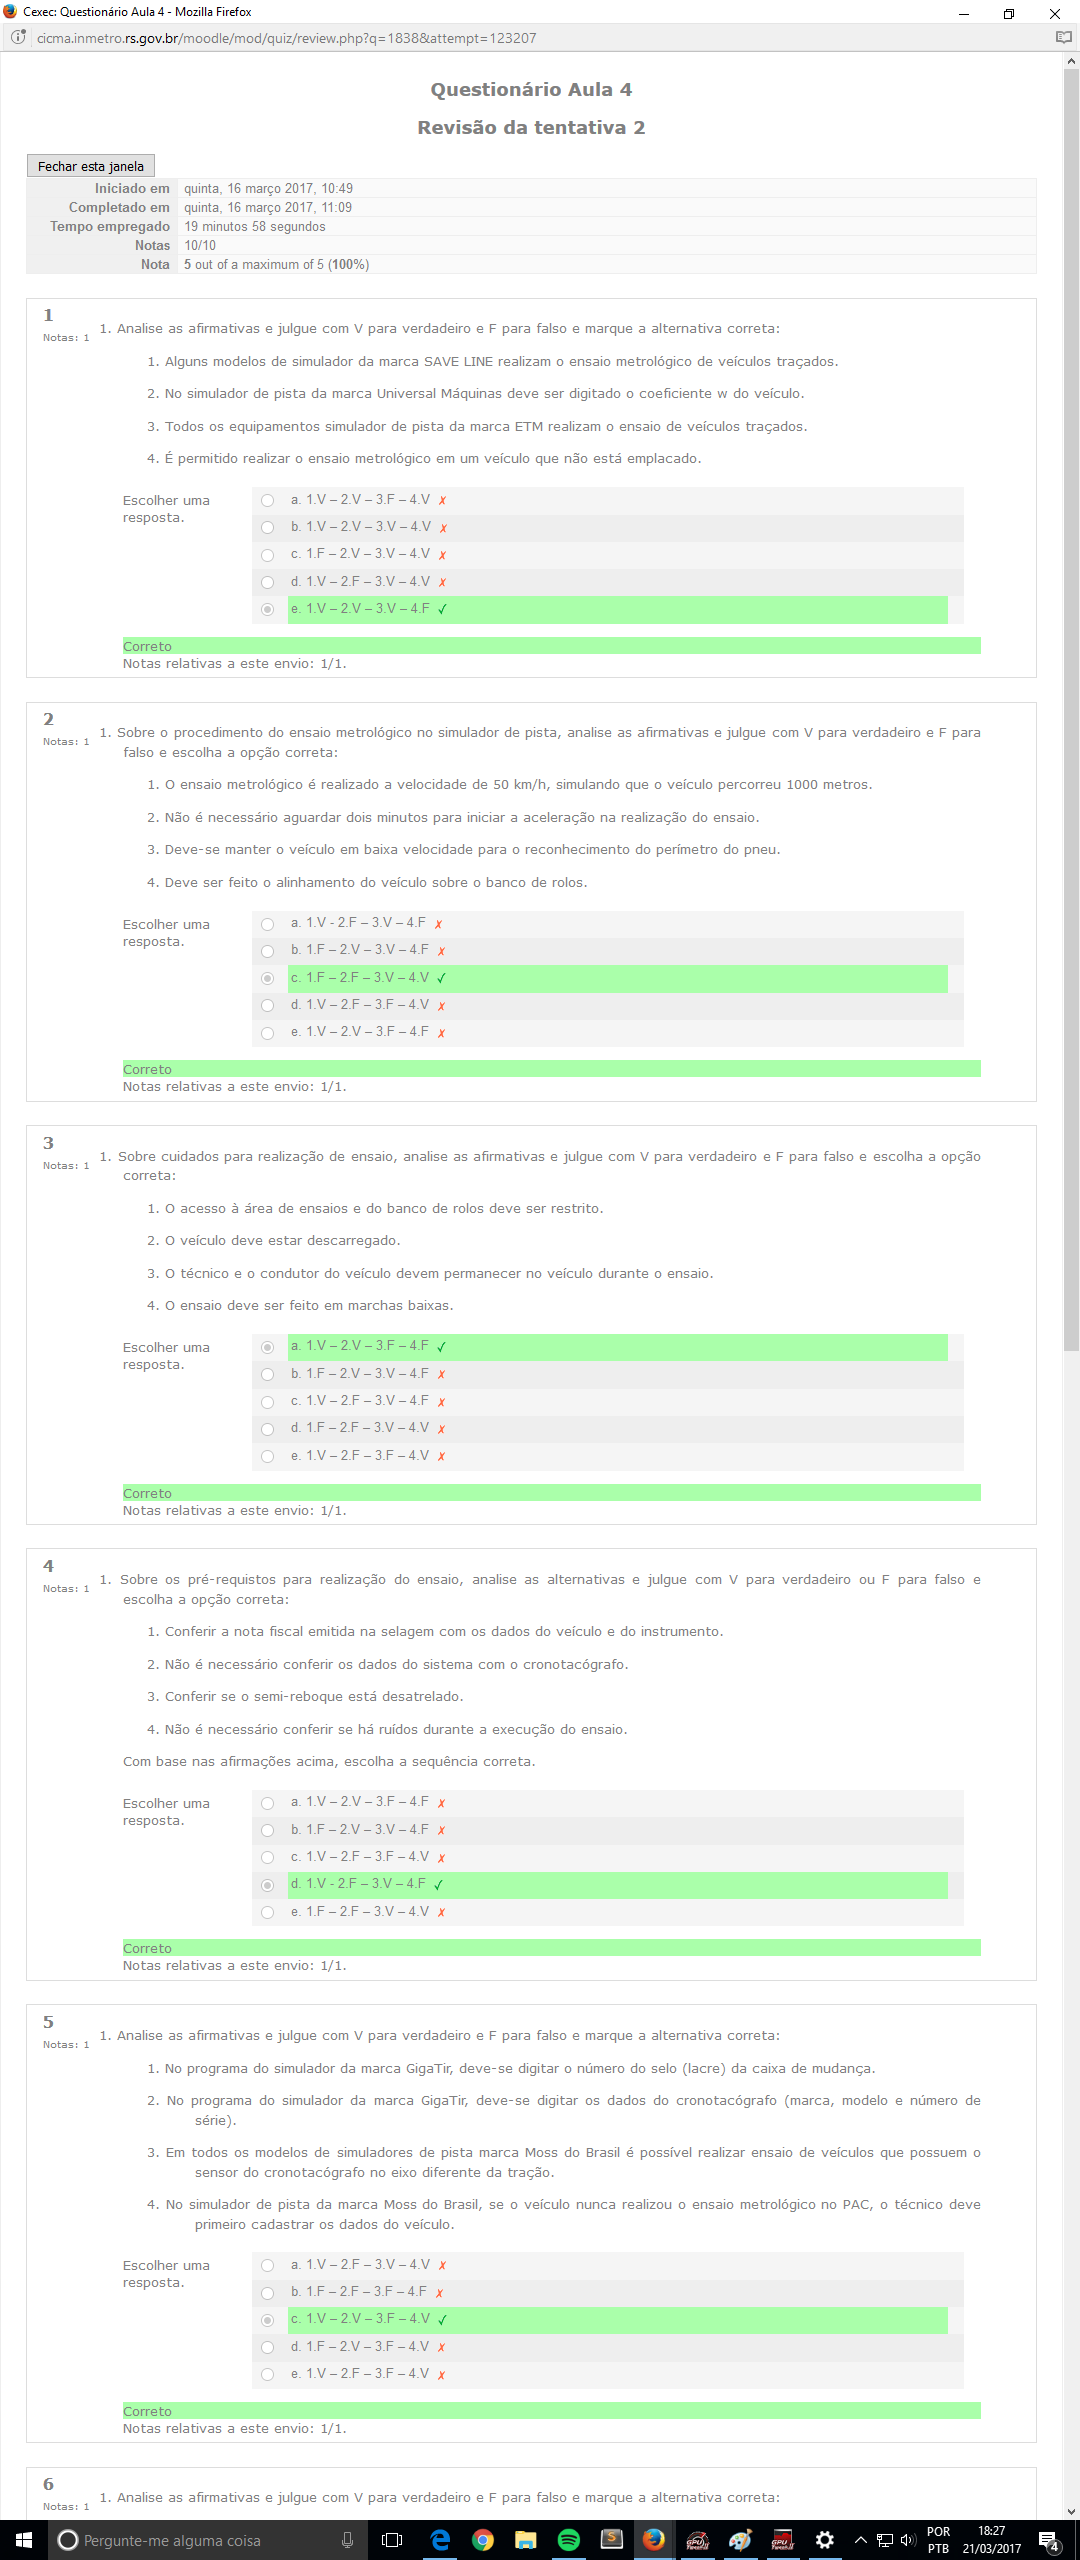 Cexec: Questionário Aula 4 - Mozilla Firefox
cicma.inmetro.rs.gov.br/moodle/mod/quiz/review.php?q=1838&attempt=123207
Questionário Aula 4
Revisão da tentativa 2
Fechar esta janela
Iniciado em quinta, 16 março 2017, 10:49
Completado em quinta, 16 março 2017, 11:09
Tempo empregado 19 minutos 58 segundos
Notas 10/10
Nota 5 out of a maximum of 5 (100%)
1
Notas: 1
1. Analise as afirmativas e julgue com V para verdadeiro e F para falso e marque a alternativa correta:
1. Alguns modelos de simulador da marca SAVE LINE realizam o ensaio metrológico de veículos traçados.
2. No simulador de pista da marca Universal Máquinas deve ser digitado o coeficiente w do veículo.
3. Todos os equipamentos simulador de pista da marca ETM realizam o ensaio de veículos traçados.
4. É permitido realizar o ensaio metrológico em um veículo que não está emplacado.
Escolher uma
resposta.
a. 1.V – 2.V – 3.F – 4.V ✗
b. 1.V – 2.V – 3.V – 4.V ✗
c. 1.F – 2.V – 3.V – 4.V ✗
d. 1.V – 2.F – 3.V – 4.V ✗
e. 1.V – 2.V – 3.V – 4.F ✓
Correto
Notas relativas a este envio: 1/1.
2
Notas: 1
1. Sobre o procedimento do ensaio metrológico no simulador de pista, analise as afirmativas e julgue com V para verdadeiro e F para
falso e escolha a opção correta:
1. O ensaio metrológico é realizado a velocidade de 50 km/h, simulando que o veículo percorreu 1000 metros.
2. Não é necessário aguardar dois minutos para iniciar a aceleração na realização do ensaio.
3. Deve-se manter o veículo em baixa velocidade para o reconhecimento do perímetro do pneu.
4. Deve ser feito o alinhamento do veículo sobre o banco de rolos.
Escolher uma
resposta.
a. 1.V - 2.F – 3.V – 4.F ✗
b. 1.F – 2.V – 3.V – 4.F ✗
c. 1.F – 2.F – 3.V – 4.V ✓
d. 1.V – 2.F – 3.F – 4.V ✗
e. 1.V – 2.V – 3.F – 4.F ✗
Correto
Notas relativas a este envio: 1/1.
3
Notas: 1
1. Sobre cuidados para realização de ensaio, analise as afirmativas e julgue com V para verdadeiro e F para falso e escolha a opção
correta:
1. O acesso à área de ensaios e do banco de rolos deve ser restrito.
2. O veículo deve estar descarregado.
3. O técnico e o condutor do veículo devem permanecer no veículo durante o ensaio.
4. O ensaio deve ser feito em marchas baixas.
Escolher uma
resposta.
a. 1.V – 2.V – 3.F – 4.F ✓
b. 1.F – 2.V – 3.V – 4.F ✗
c. 1.V – 2.F – 3.V – 4.F ✗
d. 1.F – 2.F – 3.V – 4.V ✗
e. 1.V – 2.F – 3.F – 4.V ✗
Correto
Notas relativas a este envio: 1/1.
4
Notas: 1
1. Sobre os pré-requistos para realização do ensaio, analise as alternativas e julgue com V para verdadeiro ou F para falso e
escolha a opção correta:
1. Conferir a nota fiscal emitida na selagem com os dados do veículo e do instrumento.
2. Não é necessário conferir os dados do sistema com o cronotacógrafo.
3. Conferir se o semi-reboque está desatrelado.
4. Não é necessário conferir se há ruídos durante a execução do ensaio.
Com base nas afirmações acima, escolha a sequência correta.
Escolher uma
resposta.
a. 1.V – 2.V – 3.F – 4.F ✗
b. 1.F – 2.V – 3.V – 4.F ✗
c. 1.V – 2.F – 3.F – 4.V ✗
d. 1.V - 2.F – 3.V – 4.F ✓
e. 1.F – 2.F – 3.V – 4.V ✗
Correto
Notas relativas a este envio: 1/1.
5
Notas: 1
1. Analise as afirmativas e julgue com V para verdadeiro e F para falso e marque a alternativa correta:
1. No programa do simulador da marca GigaTir, deve-se digitar o número do selo (lacre) da caixa de mudança.
2. No programa do simulador da marca GigaTir, deve-se digitar os dados do cronotacógrafo (marca, modelo e número de
série).
3. Em todos os modelos de simuladores de pista marca Moss do Brasil é possível realizar ensaio de veículos que possuem o
sensor do cronotacógrafo no eixo diferente da tração.
4. No simulador de pista da marca Moss do Brasil, se o veículo nunca realizou o ensaio metrológico no PAC, o técnico deve
primeiro cadastrar os dados do veículo.
Escolher uma
resposta.
a. 1.V – 2.F – 3.V – 4.V ✗
b. 1.F – 2.F – 3.F – 4.F ✗
c. 1.V – 2.V – 3.F – 4.V ✓
d. 1.F – 2.V – 3.F – 4.V ✗
e. 1.V – 2.F – 3.F – 4.V ✗
Correto
Notas relativas a este envio: 1/1.
6
Notas: 1
1. Analise as afirmativas e julgue com V para verdadeiro e F para falso e marque a alternativa correta:
Pergunte-me alguma coisa
POR
PTB
18:27
21/03/2017
4